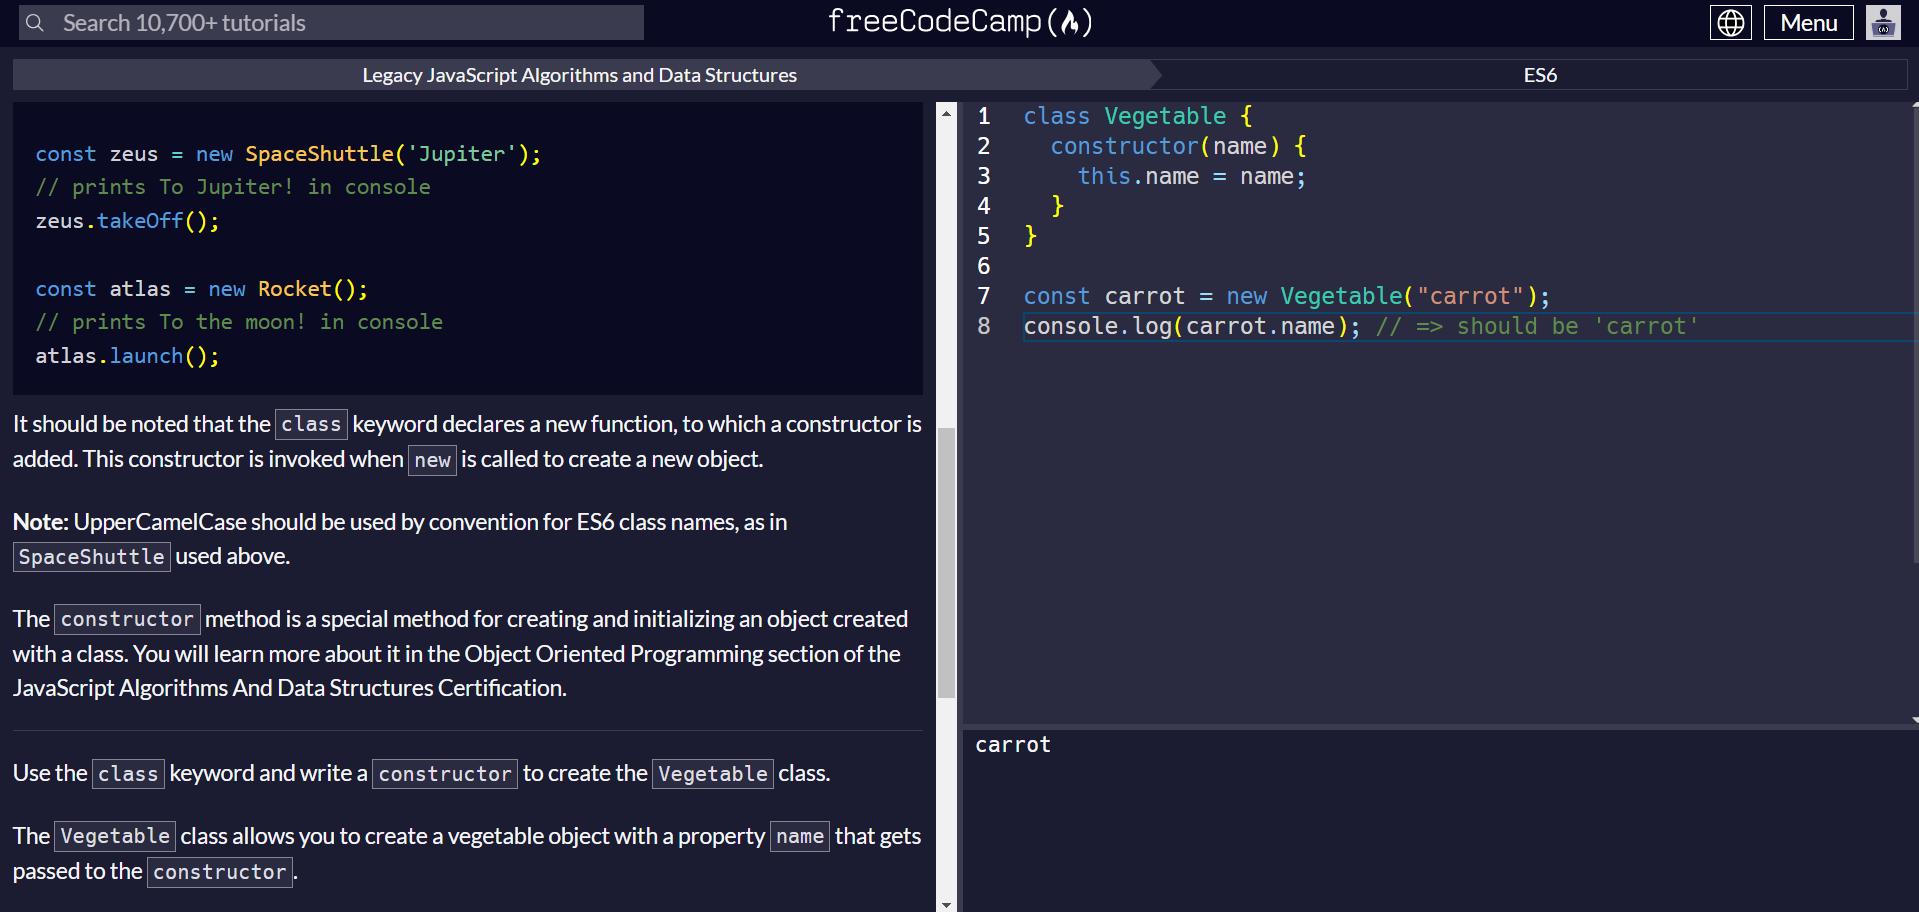 Search 10,700+ tutorials
freeCodeCamp(🔥)
Menu
Legacy JavaScript Algorithms and Data Structures
ES6
const zeus = new SpaceShuttle('Jupiter');
// prints To Jupiter! in console
zeus.takeOff();
const atlas = new Rocket();
// prints To the moon! in console
atlas.launch();
It should be noted that the class keyword declares a new function, to which a constructor is
added. This constructor is invoked when new is called to create a new object.
Note: UpperCamelCase should be used by convention for ES6 class names, as in
SpaceShuttle used above.
The constructor method is a special method for creating and initializing an object created
with a class. You will learn more about it in the Object Oriented Programming section of the
JavaScript Algorithms And Data Structures Certification.
Use the class keyword and write a constructor to create the Vegetable class.
The Vegetable class allows you to create a vegetable object with a property name that gets
passed to the constructor.
1 class Vegetable {
2 constructor(name) {
3 this.name = name;
4 }
5 }
6
7 const carrot = new Vegetable("carrot");
8 console.log(carrot.name); // => should be 'carrot'
carrot